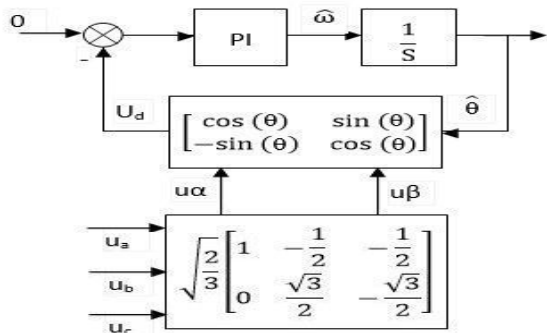 0
-
PI
ω̂
1/S
θ̂
U_d
[cos (θ) sin (θ)]
[−sin (θ) cos (θ)]
uα uβ
u_a
u_b
u_c
√(2/3) [1 −1/2 −1/2]
[0 √3/2 −√3/2]